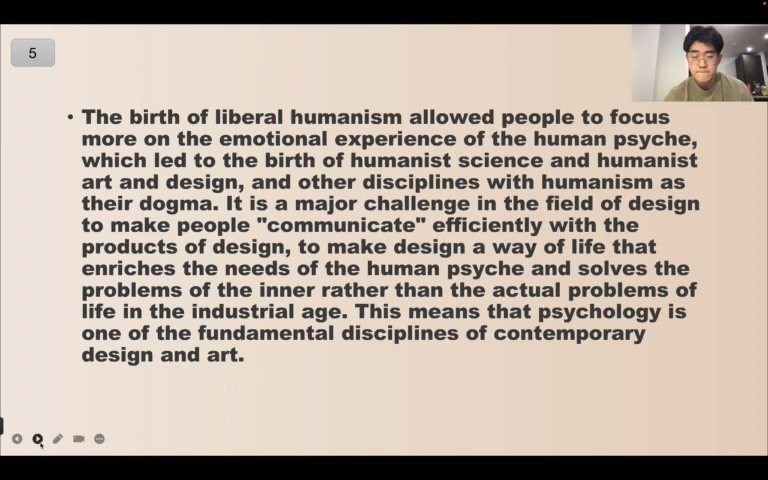 5
• The birth of liberal humanism allowed people to focus
more on the emotional experience of the human psyche,
which led to the birth of humanist science and humanist
art and design, and other disciplines with humanism as
their dogma. It is a major challenge in the field of design
to make people "communicate" efficiently with the
products of design, to make design a way of life that
enriches the needs of the human psyche and solves the
problems of the inner rather than the actual problems of
life in the industrial age. This means that psychology is
one of the fundamental disciplines of contemporary
design and art.